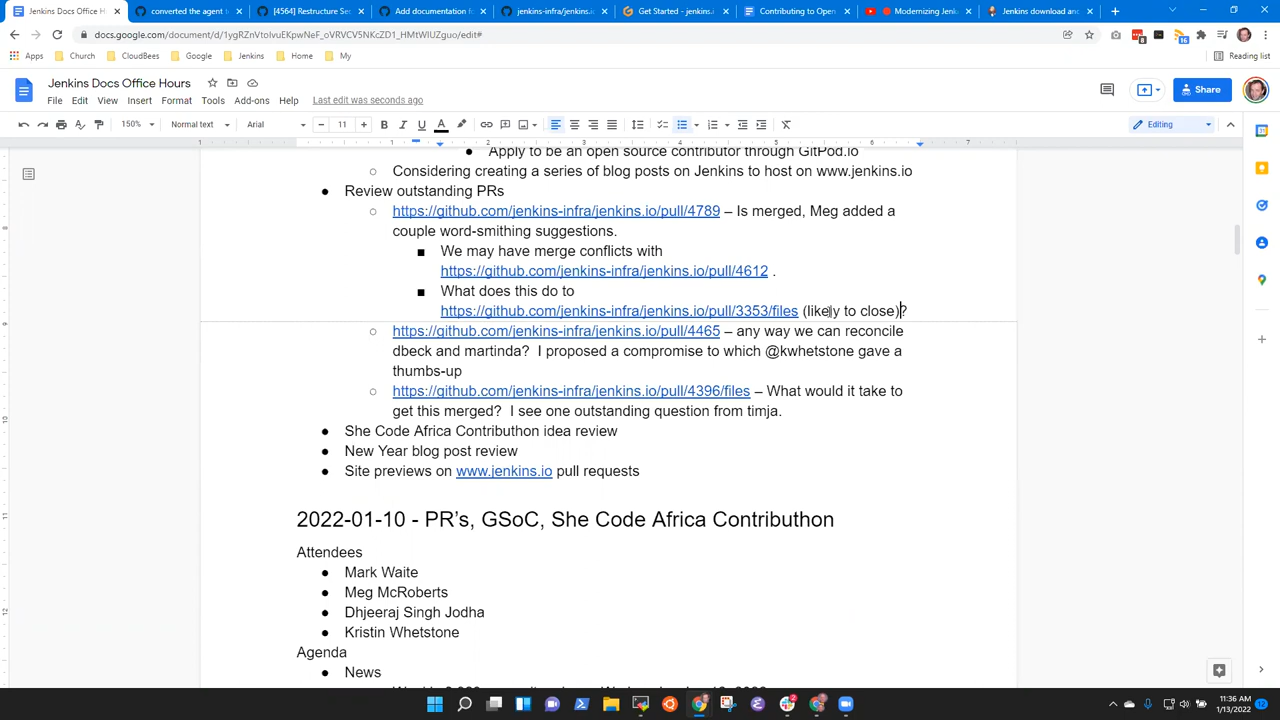 converted the agent t
[4564] Restructure Se
Add documentation fo
jenkins-infra/jenkins.io
Get Started - jenkins.i
Contributing to Open
Modernizing Jenk
Jenkins download an
docs.google.com/document/d/1ygRZnVtoIvuEKpwNeF_oVRVCV5NKcZD1_HMtWlUZguo/edit#
Apps
Church
CloudBees
Google
Jenkins
Home
My
Reading list
Jenkins Docs Office Hours
File Edit View Insert Format Tools Add-ons Help Last edit was seconds ago
Share
150% Normal text Arial 11 Editing
Apply to be an open source contributor through GitPod.io
Considering creating a series of blog posts on Jenkins to host on www.jenkins.io
Review outstanding PRs
https://github.com/jenkins-infra/jenkins.io/pull/4789 – Is merged, Meg added a
couple word-smithing suggestions.
We may have merge conflicts with
https://github.com/jenkins-infra/jenkins.io/pull/4612 .
What does this do to
https://github.com/jenkins-infra/jenkins.io/pull/3353/files (likely to close)?
https://github.com/jenkins-infra/jenkins.io/pull/4465 – any way we can reconcile
dbeck and martinda? I proposed a compromise to which @kwhetstone gave a
thumbs-up
https://github.com/jenkins-infra/jenkins.io/pull/4396/files – What would it take to
get this merged? I see one outstanding question from timja.
She Code Africa Contributhon idea review
New Year blog post review
Site previews on www.jenkins.io pull requests
2022-01-10 - PR's, GSoC, She Code Africa Contributhon
Attendees
Mark Waite
Meg McRoberts
Dhjeeraj Singh Jodha
Kristin Whetstone
Agenda
News
11:36 AM
1/13/2022